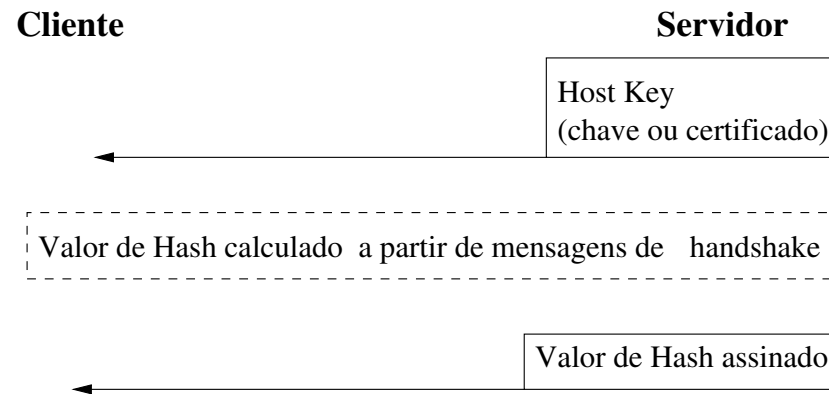 Cliente
Servidor
Host Key
(chave ou certificado)
Valor de Hash calculado a partir de mensagens de handshake
Valor de Hash assinado